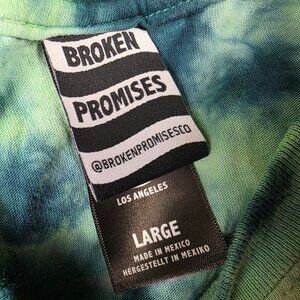 BROKEN
PROMISES
@BROKENPROMISESCO
LOS ANGELES
LARGE
MADE IN MEXICO
HERGESTELLT IN MEXIKO